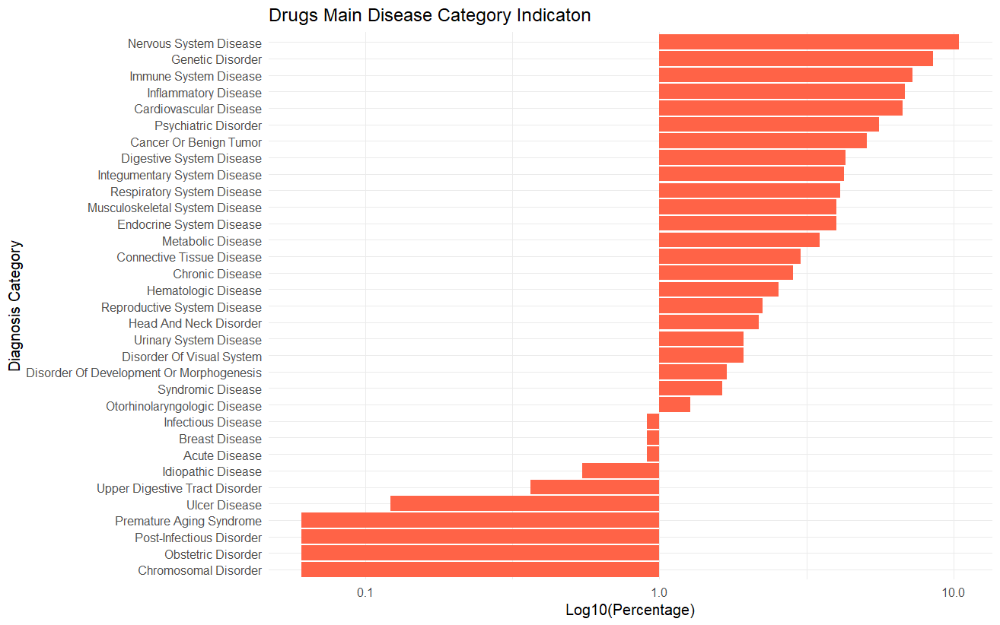 Drugs Main Disease Category Indicaton
Diagnosis Category
Nervous System Disease
Genetic Disorder
Immune System Disease
Inflammatory Disease
Cardiovascular Disease
Psychiatric Disorder
Cancer Or Benign Tumor
Digestive System Disease
Integumentary System Disease
Respiratory System Disease
Musculoskeletal System Disease
Endocrine System Disease
Metabolic Disease
Connective Tissue Disease
Chronic Disease
Hematologic Disease
Reproductive System Disease
Head And Neck Disorder
Urinary System Disease
Disorder Of Visual System
Disorder Of Development Or Morphogenesis
Syndromic Disease
Otorhinolaryngologic Disease
Infectious Disease
Breast Disease
Acute Disease
Idiopathic Disease
Upper Digestive Tract Disorder
Ulcer Disease
Premature Aging Syndrome
Post-Infectious Disorder
Obstetric Disorder
Chromosomal Disorder
0.1 1.0 10.0
Log10(Percentage)